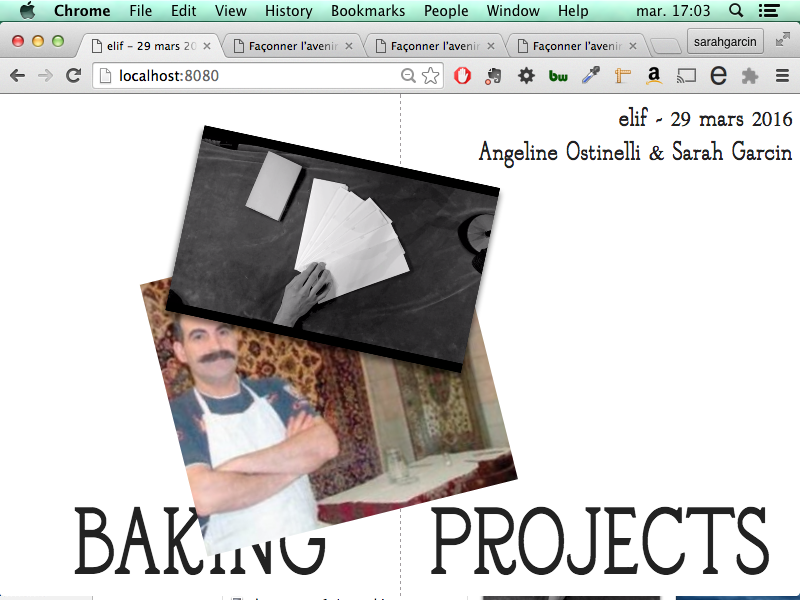 Chrome File Edit View History Bookmarks People Window Help mar. 17:03
elif - 29 mars 20 Façonner l'avenir Façonner l'avenir Façonner l'avenir sarahgarcin
localhost:8080
elif - 29 mars 2016
Angeline Ostinelli & Sarah Garcin
BAKING PROJECTS